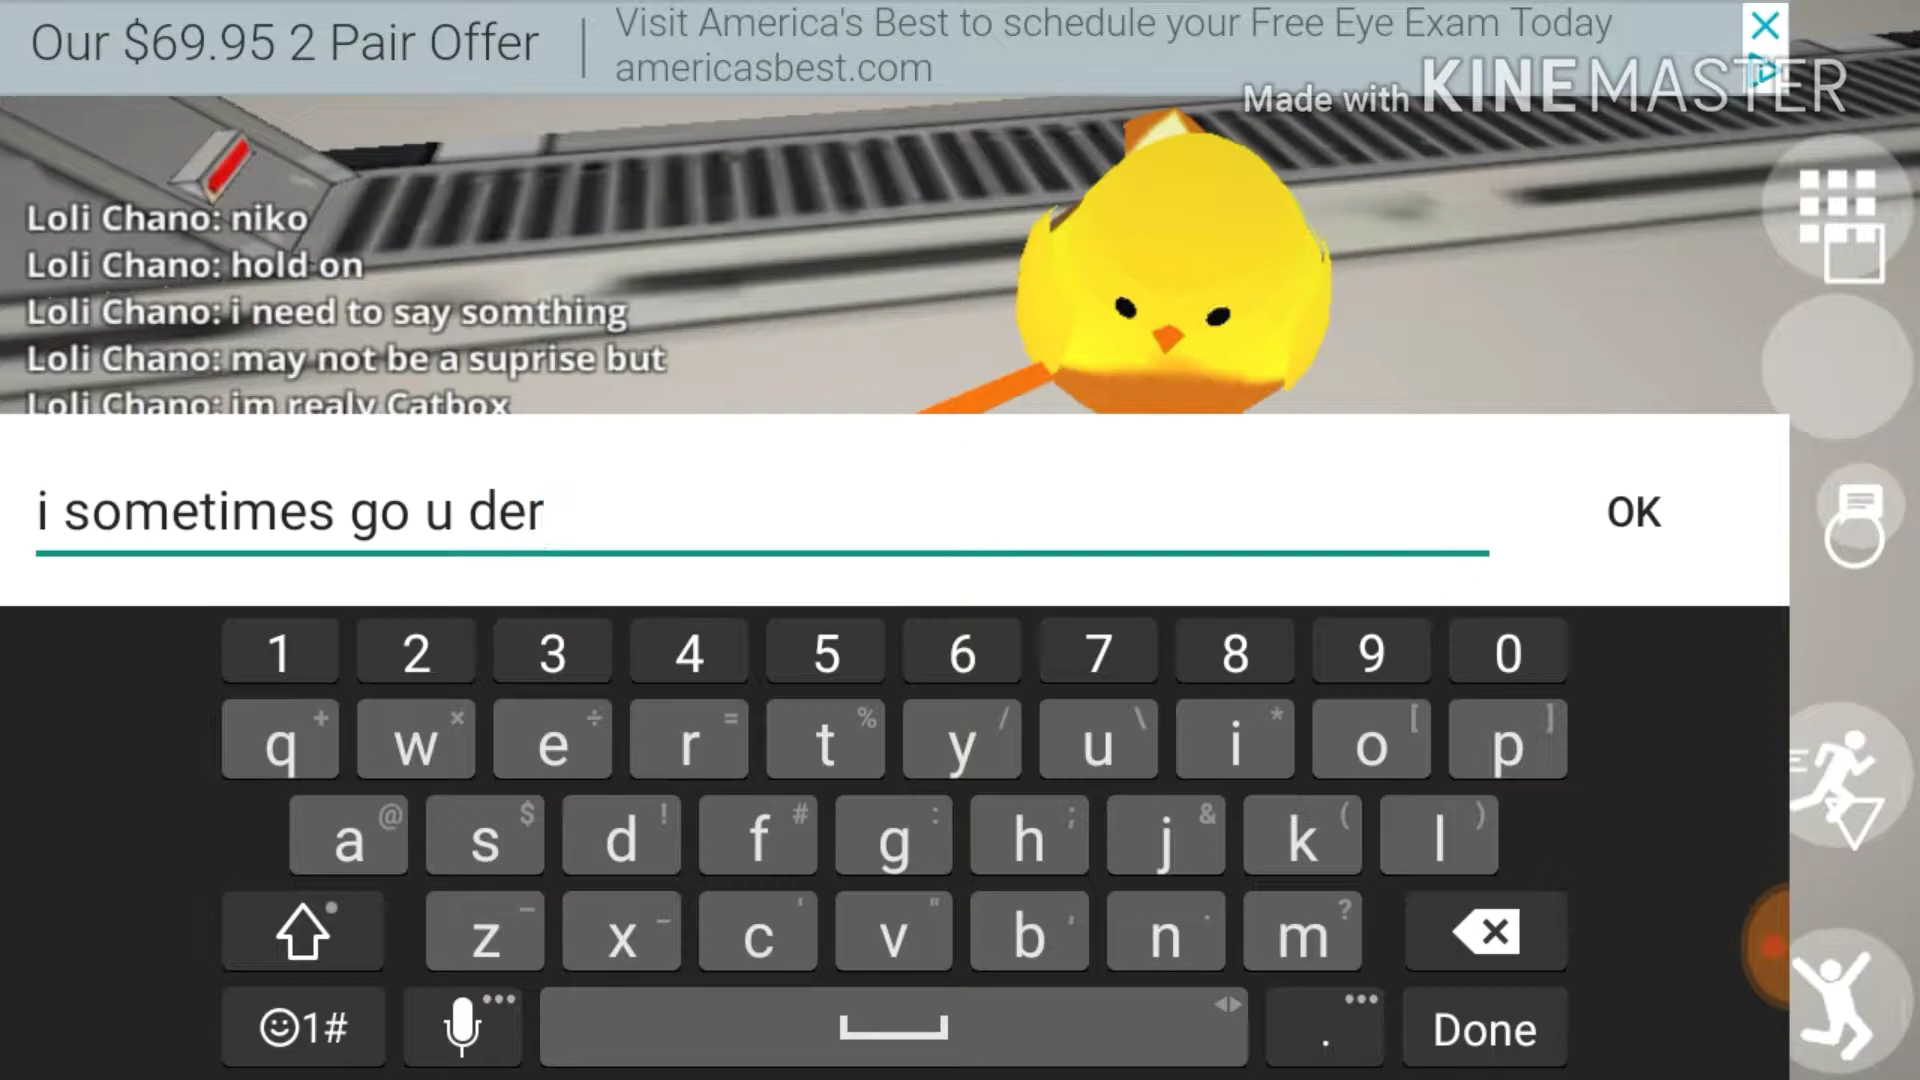 Our $69.95 2 Pair Offer
Visit America's Best to schedule your Free Eye Exam Today
americasbest.com
Made with KINEMASTER
Loli Chano: niko
Loli Chano: hold on
Loli Chano: i need to say somthing
Loli Chano: may not be a suprise but
Loli Chano: im realy Catbox
i sometimes go u der
OK
1 2 3 4 5 6 7 8 9 0
q + w × e ÷ r = t % y / u \ i * o [ p ]
a @ s $ d ! f # g : h ; j & k ( l )
z – x - c ' v " b , n . m ?
1# . Done